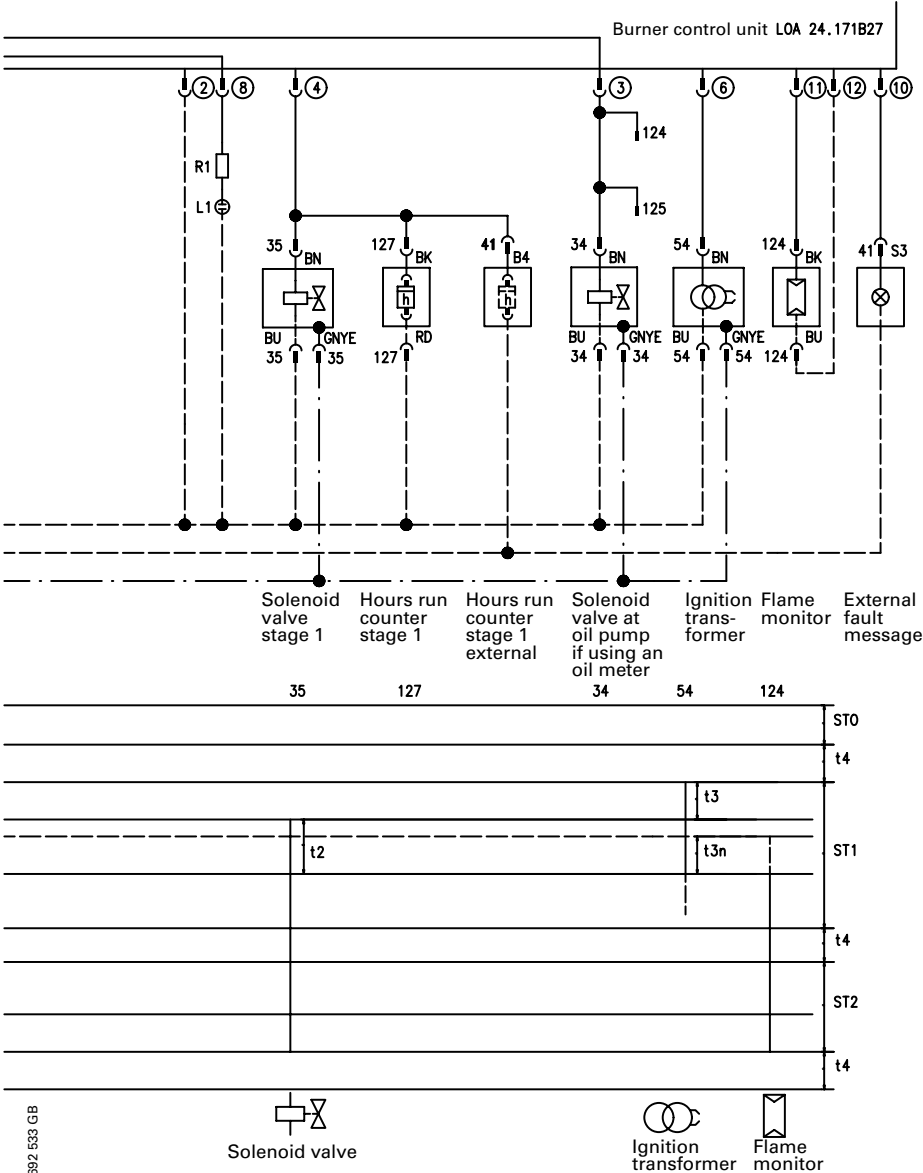 Burner control unit LOA 24.171B27
2 8 4 3 6 11 12 10
124
R1
L1
125
35 127 41 34 54 124 41 S3
BN BK B4 BN BN BK
h h
BU GNYE RD BU GNYE BU GNYE BU
35 35 127 34 34 54 54 124
Solenoid valve stage 1
Hours run counter stage 1
Hours run counter stage 1 external
Solenoid valve at oil pump if using an oil meter
Ignition trans-former
Flame monitor
External fault message
35 127 34 54 124
ST0
t4
t3
t2 t3n ST1
t4
ST2
t4
692 533 GB
Solenoid valve
Ignition transformer
Flame monitor